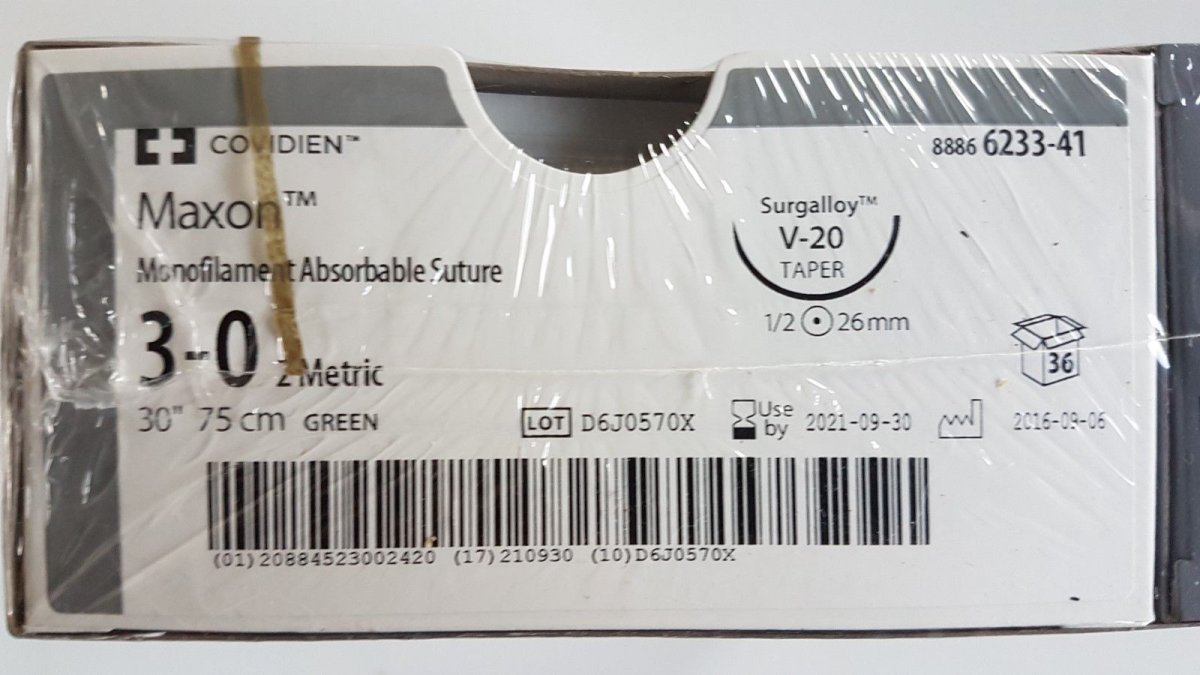 COVIDIEN™
8886 6233-41
Maxon™
Monofilament Absorbable Suture
Surgalloy™
V-20
TAPER
1/2 26mm
3-0 2 Metric
36
30" 75 cm GREEN
LOT D6J0570X
Use by 2021-09-30
2016-09-06
(01)20884523002420 (17)210930 (10)D6J0570X